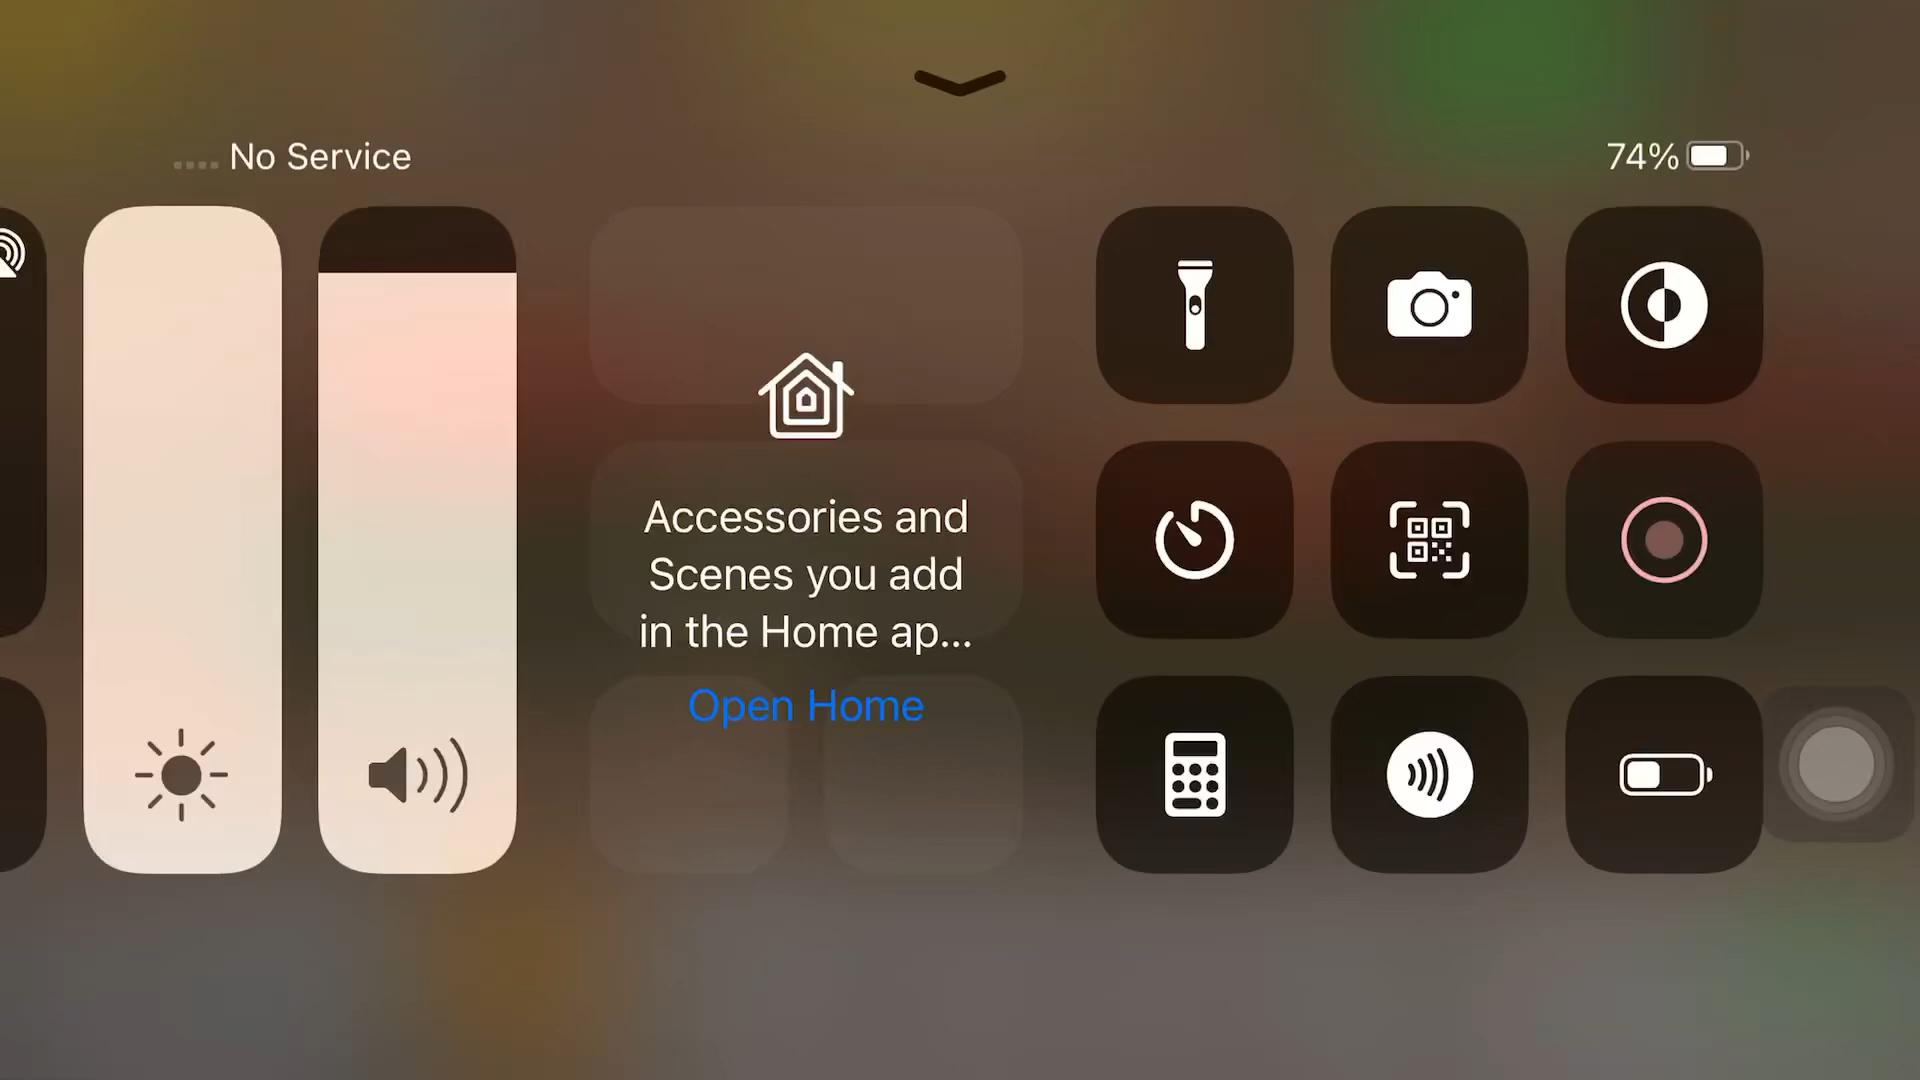 No Service
74%
Accessories and
Scenes you add
in the Home ap...
Open Home